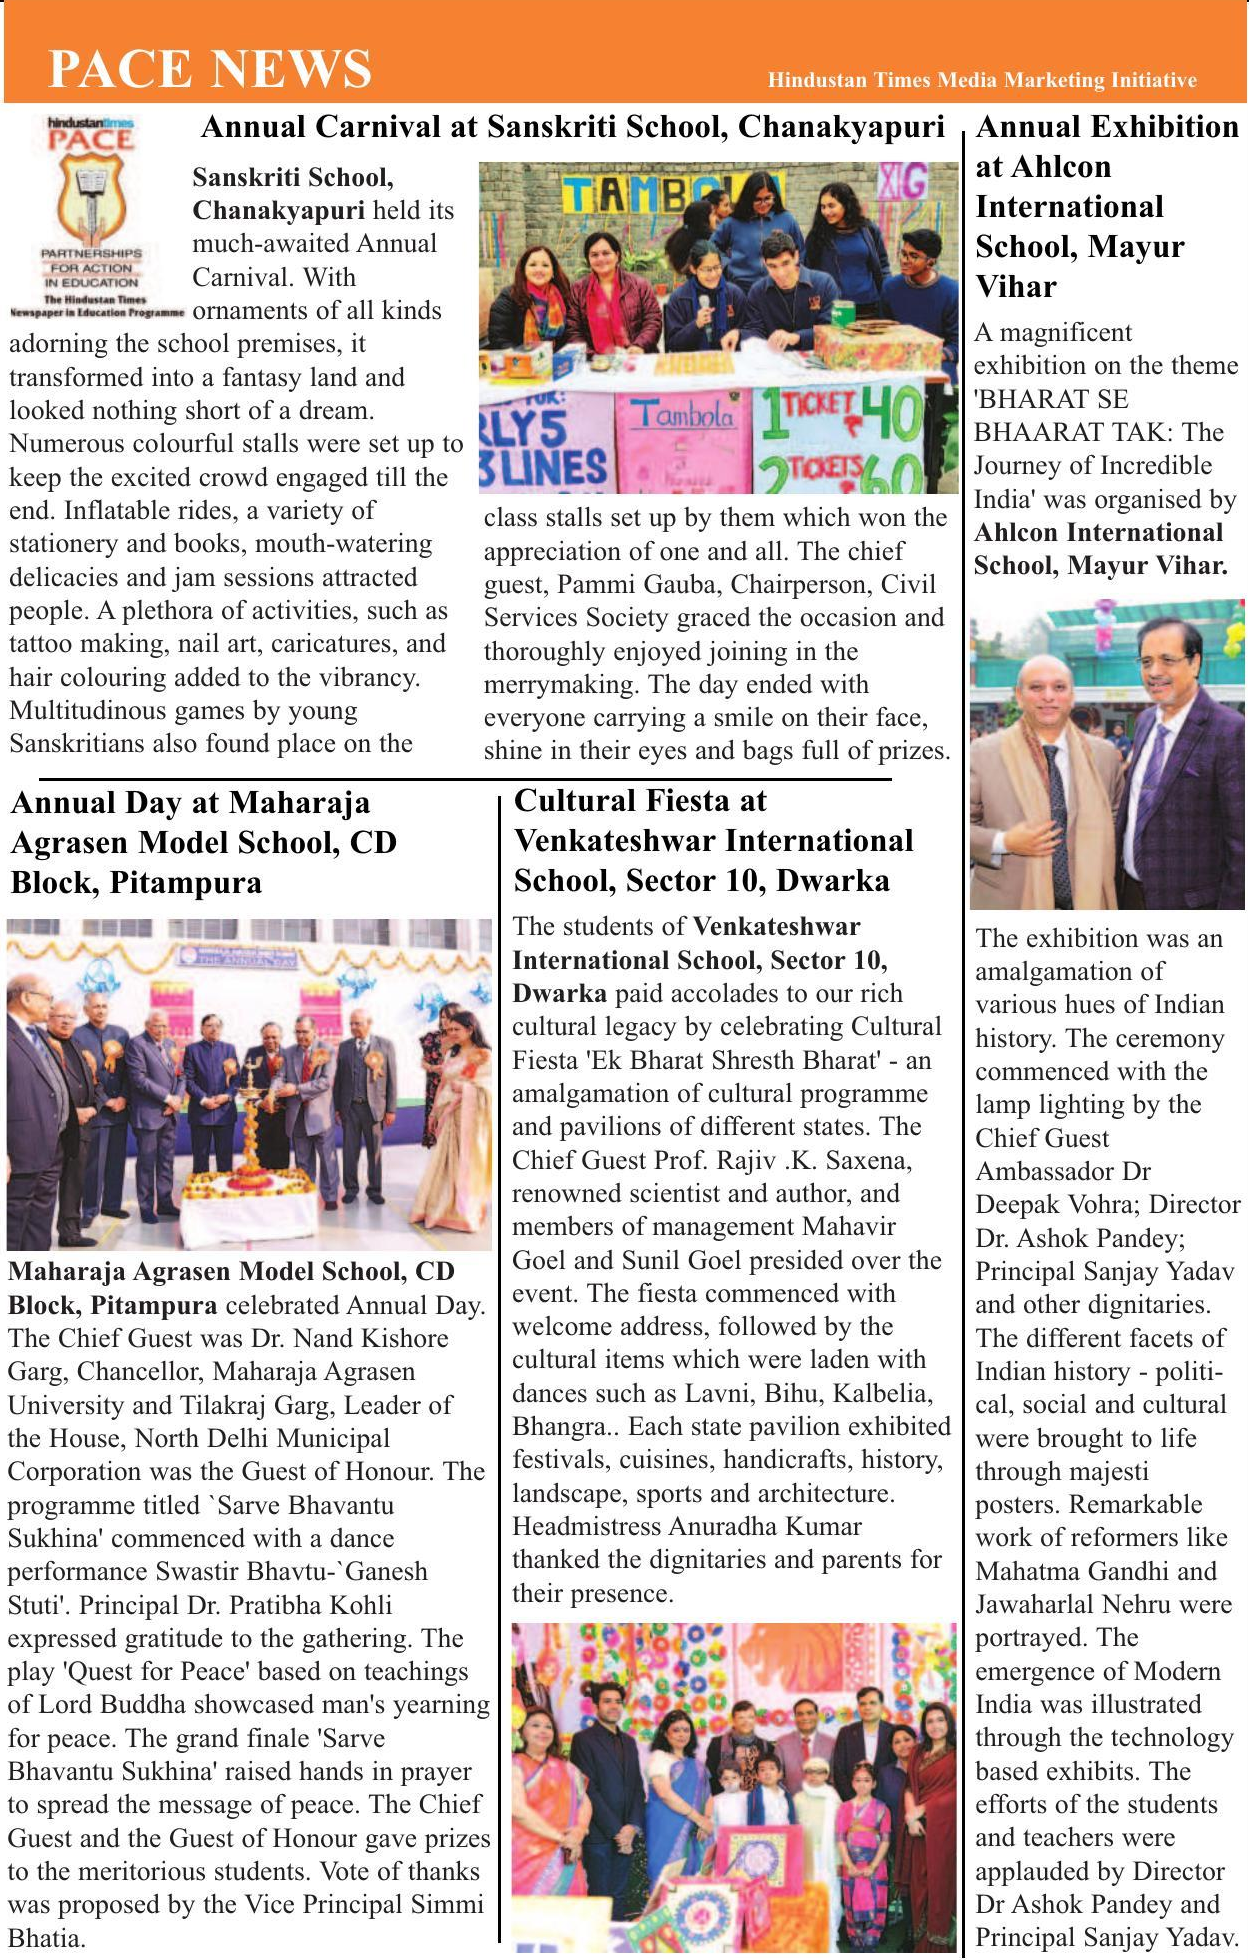 PACE NEWS
Hindustan Times Media Marketing Initiative
hindustantimes
PACE
PARTNERSHIPS
FOR ACTION
IN EDUCATION
The Hindustan Times
Newspaper in Education Programme
Annual Carnival at Sanskriti School, Chanakyapuri
Sanskriti School,
Chanakyapuri held its
much-awaited Annual
Carnival. With
ornaments of all kinds
adorning the school premises, it
transformed into a fantasy land and
looked nothing short of a dream.
Numerous colourful stalls were set up to
keep the excited crowd engaged till the
end. Inflatable rides, a variety of
stationery and books, mouth-watering
delicacies and jam sessions attracted
people. A plethora of activities, such as
tattoo making, nail art, caricatures, and
hair colouring added to the vibrancy.
Multitudinous games by young
Sanskritians also found place on the
TAMBOLA
XIG
FOR:
RLY 5
3 LINES
Tambola
1 TICKET ₹40
2 TICKETS 60
class stalls set up by them which won the
appreciation of one and all. The chief
guest, Pammi Gauba, Chairperson, Civil
Services Society graced the occasion and
thoroughly enjoyed joining in the
merrymaking. The day ended with
everyone carrying a smile on their face,
shine in their eyes and bags full of prizes.
Annual Day at Maharaja
Agrasen Model School, CD
Block, Pitampura
THE ANNUAL DAY
Maharaja Agrasen Model School, CD
Block, Pitampura celebrated Annual Day.
The Chief Guest was Dr. Nand Kishore
Garg, Chancellor, Maharaja Agrasen
University and Tilakraj Garg, Leader of
the House, North Delhi Municipal
Corporation was the Guest of Honour. The
programme titled `Sarve Bhavantu
Sukhina' commenced with a dance
performance Swastir Bhavtu-`Ganesh
Stuti'. Principal Dr. Pratibha Kohli
expressed gratitude to the gathering. The
play 'Quest for Peace' based on teachings
of Lord Buddha showcased man's yearning
for peace. The grand finale 'Sarve
Bhavantu Sukhina' raised hands in prayer
to spread the message of peace. The Chief
Guest and the Guest of Honour gave prizes
to the meritorious students. Vote of thanks
was proposed by the Vice Principal Simmi
Bhatia.
Cultural Fiesta at
Venkateshwar International
School, Sector 10, Dwarka
The students of Venkateshwar
International School, Sector 10,
Dwarka paid accolades to our rich
cultural legacy by celebrating Cultural
Fiesta 'Ek Bharat Shresth Bharat' - an
amalgamation of cultural programme
and pavilions of different states. The
Chief Guest Prof. Rajiv .K. Saxena,
renowned scientist and author, and
members of management Mahavir
Goel and Sunil Goel presided over the
event. The fiesta commenced with
welcome address, followed by the
cultural items which were laden with
dances such as Lavni, Bihu, Kalbelia,
Bhangra.. Each state pavilion exhibited
festivals, cuisines, handicrafts, history,
landscape, sports and architecture.
Headmistress Anuradha Kumar
thanked the dignitaries and parents for
their presence.
Annual Exhibition
at Ahlcon
International
School, Mayur
Vihar
A magnificent
exhibition on the theme
'BHARAT SE
BHAARAT TAK: The
Journey of Incredible
India' was organised by
Ahlcon International
School, Mayur Vihar.
The exhibition was an
amalgamation of
various hues of Indian
history. The ceremony
commenced with the
lamp lighting by the
Chief Guest
Ambassador Dr
Deepak Vohra; Director
Dr. Ashok Pandey;
Principal Sanjay Yadav
and other dignitaries.
The different facets of
Indian history - politi-
cal, social and cultural
were brought to life
through majesti
posters. Remarkable
work of reformers like
Mahatma Gandhi and
Jawaharlal Nehru were
portrayed. The
emergence of Modern
India was illustrated
through the technology
based exhibits. The
efforts of the students
and teachers were
applauded by Director
Dr Ashok Pandey and
Principal Sanjay Yadav.